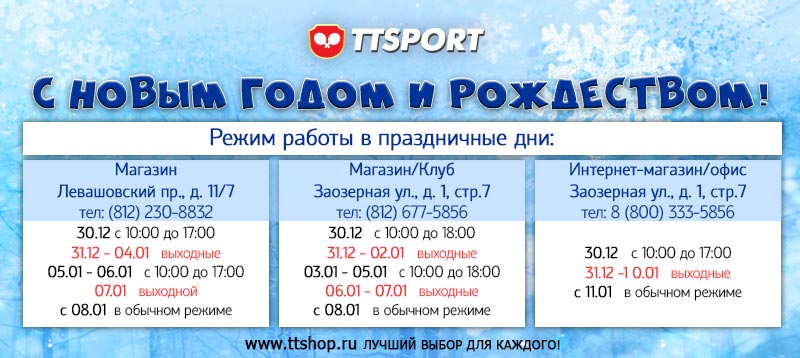 TTSPORT
С НОВЫМ ГОДОМ И РОЖДЕСТВОМ!
Режим работы в праздничные дни:
Магазин
Левашовский пр., д. 11/7
тел: (812) 230-8832
30.12 с 10:00 до 17:00
31.12 - 04.01 выходные
05.01 - 06.01 с 10:00 до 17:00
07.01 выходной
с 08.01 в обычном режиме
Магазин/Клуб
Заозерная ул., д. 1, стр.7
тел: (812) 677-5856
30.12 с 10:00 до 18:00
31.12 - 02.01 выходные
03.01 - 05.01 с 10:00 до 18:00
06.01 - 07.01 выходные
с 08.01 в обычном режиме
Интернет-магазин/офис
Заозерная ул., д. 1, стр.7
тел: 8 (800) 333-5856
30.12 с 10:00 до 17:00
31.12 -1 0.01 выходные
с 11.01 в обычном режиме
www.ttshop.ru ЛУЧШИЙ ВЫБОР ДЛЯ КАЖДОГО!